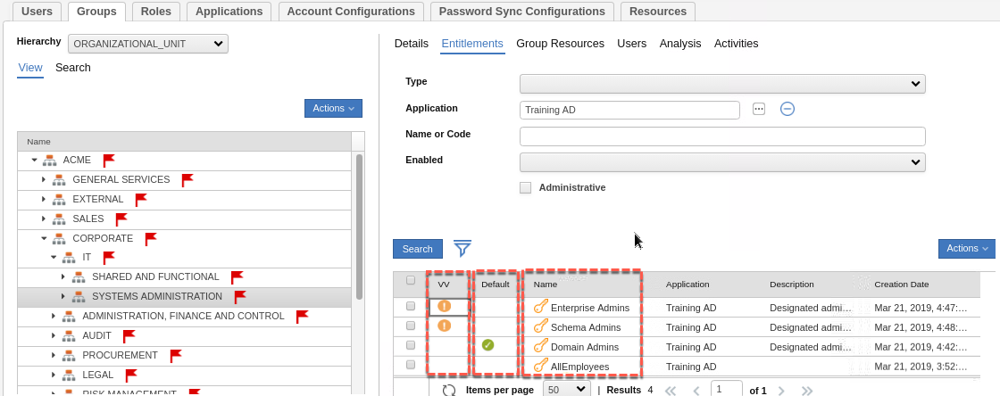 Users Groups Roles Applications Account Configurations Password Sync Configurations Resources
Hierarchy ORGANIZATIONAL_UNIT
View Search
Actions
Name
ACME
GENERAL SERVICES
EXTERNAL
SALES
CORPORATE
IT
SHARED AND FUNCTIONAL
SYSTEMS ADMINISTRATION
ADMINISTRATION, FINANCE AND CONTROL
AUDIT
PROCUREMENT
LEGAL
RISK MANAGEMENT
Details Entitlements Group Resources Users Analysis Activities
Type
Application Training AD
Name or Code
Enabled
Administrative
Search Actions
VV Default Name Application Description Creation Date
Enterprise Admins Training AD Designated admi... Mar 21, 2019, 4:47:...
Schema Admins Training AD Designated admi... Mar 21, 2019, 4:48:...
Domain Admins Training AD Designated admi... Mar 21, 2019, 4:42:...
AllEmployees Training AD Mar 21, 2019, 3:52:...
Items per page 50 | Results 4 1 of 1